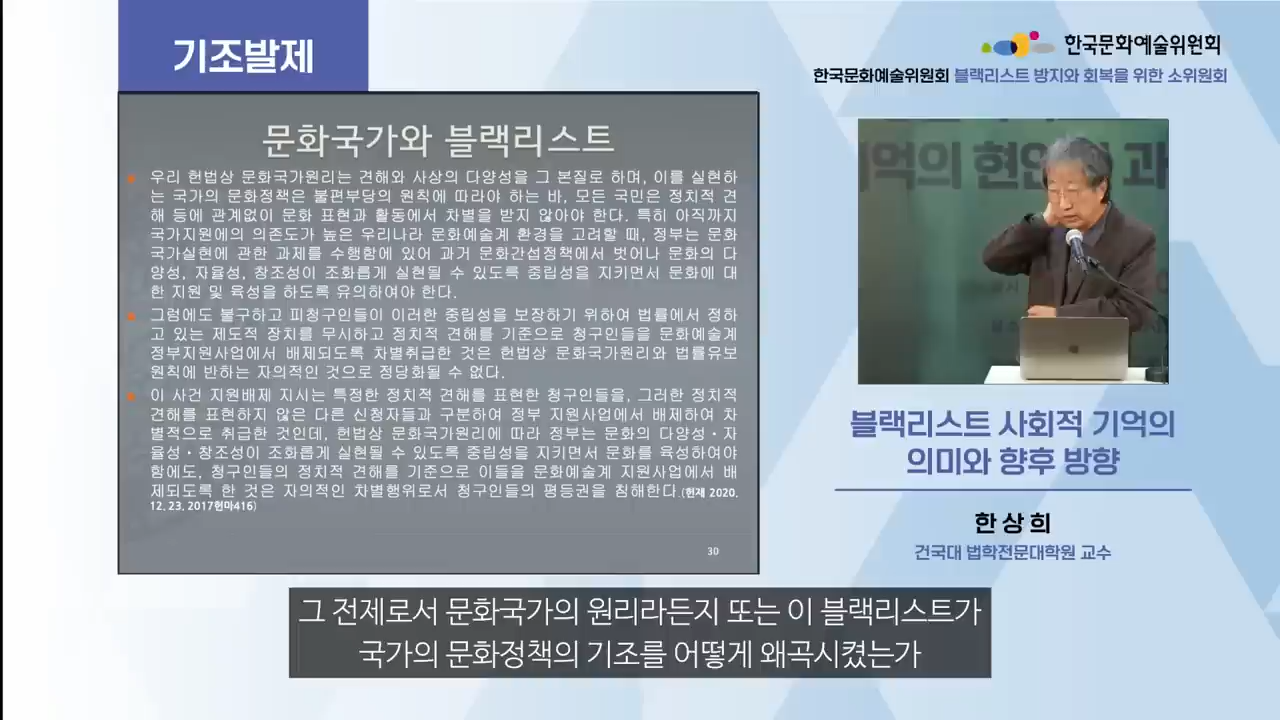 기조발제
한국문화예술위원회
한국문화예술위원회 블랙리스트 방지와 회복을 위한 소위원회
문화국가와 블랙리스트
우리 헌법상 문화국가원리는 견해와 사상의 다양성을 그 본질로 하며, 이를 실현하
는 국가의 문화정책은 불편부당의 원칙에 따라야 하는 바, 모든 국민은 정치적 견
해 등에 관계없이 문화 표현과 활동에서 차별을 받지 않아야 한다. 특히 아직까지
국가지원에의 의존도가 높은 우리나라 문화예술계 환경을 고려할 때, 정부는 문화
국가실현에 관한 과제를 수행함에 있어 과거 문화간섭정책에서 벗어나 문화의 다
양성, 자율성, 창조성이 조화롭게 실현될 수 있도록 중립성을 지키면서 문화에 대
한 지원 및 육성을 하도록 유의하여야 한다.
그럼에도 불구하고 피청구인들이 이러한 중립성을 보장하기 위하여 법률에서 정하
고 있는 제도적 장치를 무시하고 정치적 견해를 기준으로 청구인들을 문화예술계
정부지원사업에서 배제되도록 차별취급한 것은 헌법상 문화국가원리와 법률유보
원칙에 반하는 자의적인 것으로 정당화될 수 없다.
이 사건 지원배제 지시는 특정한 정치적 견해를 표현한 청구인들을, 그러한 정치적
견해를 표현하지 않은 다른 신청자들과 구분하여 정부 지원사업에서 배제하여 차
별적으로 취급한 것인데, 헌법상 문화국가원리에 따라 정부는 문화의 다양성·자
율성·창조성이 조화롭게 실현될 수 있도록 중립성을 지키면서 문화를 육성하여야
함에도, 청구인들의 정치적 견해를 기준으로 이들을 문화예술계 지원사업에서 배
제되도록 한 것은 자의적인 차별행위로서 청구인들의 평등권을 침해한다.(헌재 2020.
12. 23. 2017헌마416)
30
억의 현안 과
블랙리스트 사회적 기억의
의미와 향후 방향
한상희
건국대 법학전문대학원 교수
그 전제로서 문화국가의 원리라든지 또는 이 블랙리스트가
국가의 문화정책의 기조를 어떻게 왜곡시켰는가